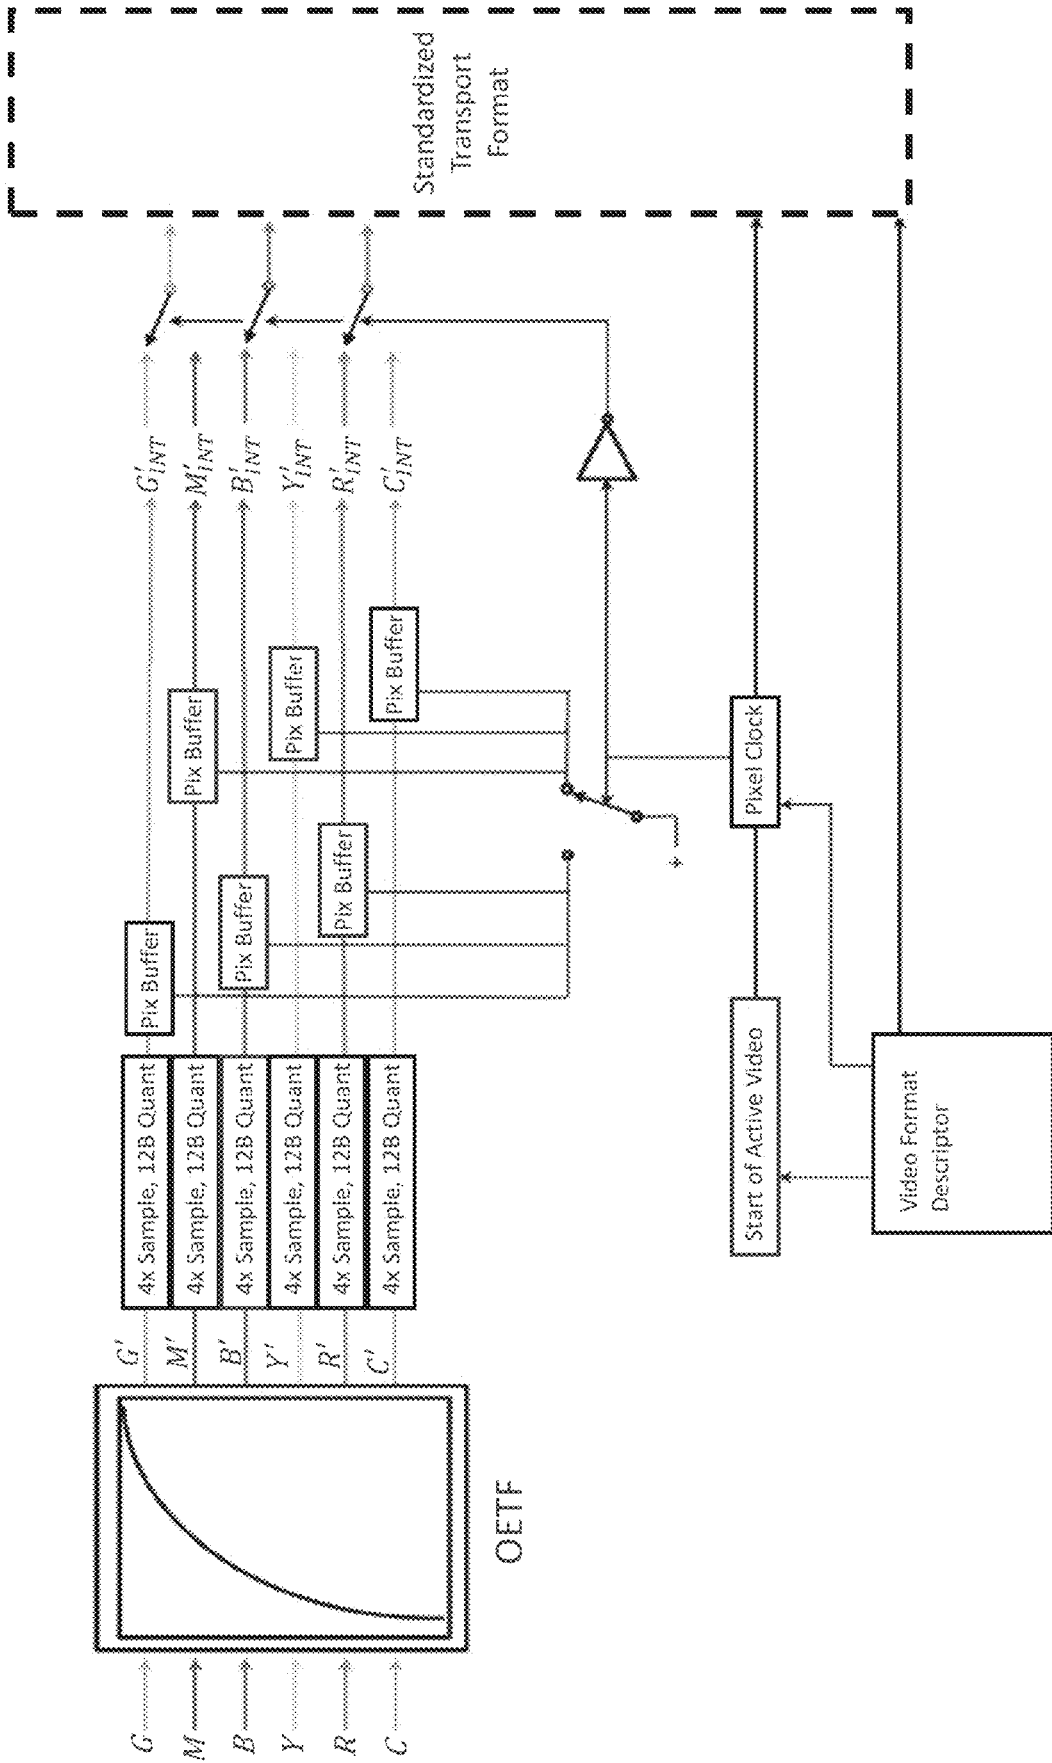 G
M
B
Y
R
C
OETF
G'
M'
B'
Y'
R'
C'
4x Sample, 12B Quant
4x Sample, 12B Quant
4x Sample, 12B Quant
4x Sample, 12B Quant
4x Sample, 12B Quant
4x Sample, 12B Quant
Pix Buffer
Pix Buffer
Pix Buffer
Pix Buffer
Pix Buffer
Pix Buffer
G'INT
M'INT
B'INT
Y'INT
R'INT
C'INT
+
Start of Active Video
Pixel Clock
Video Format
Descriptor
Standardized
Transport
Format